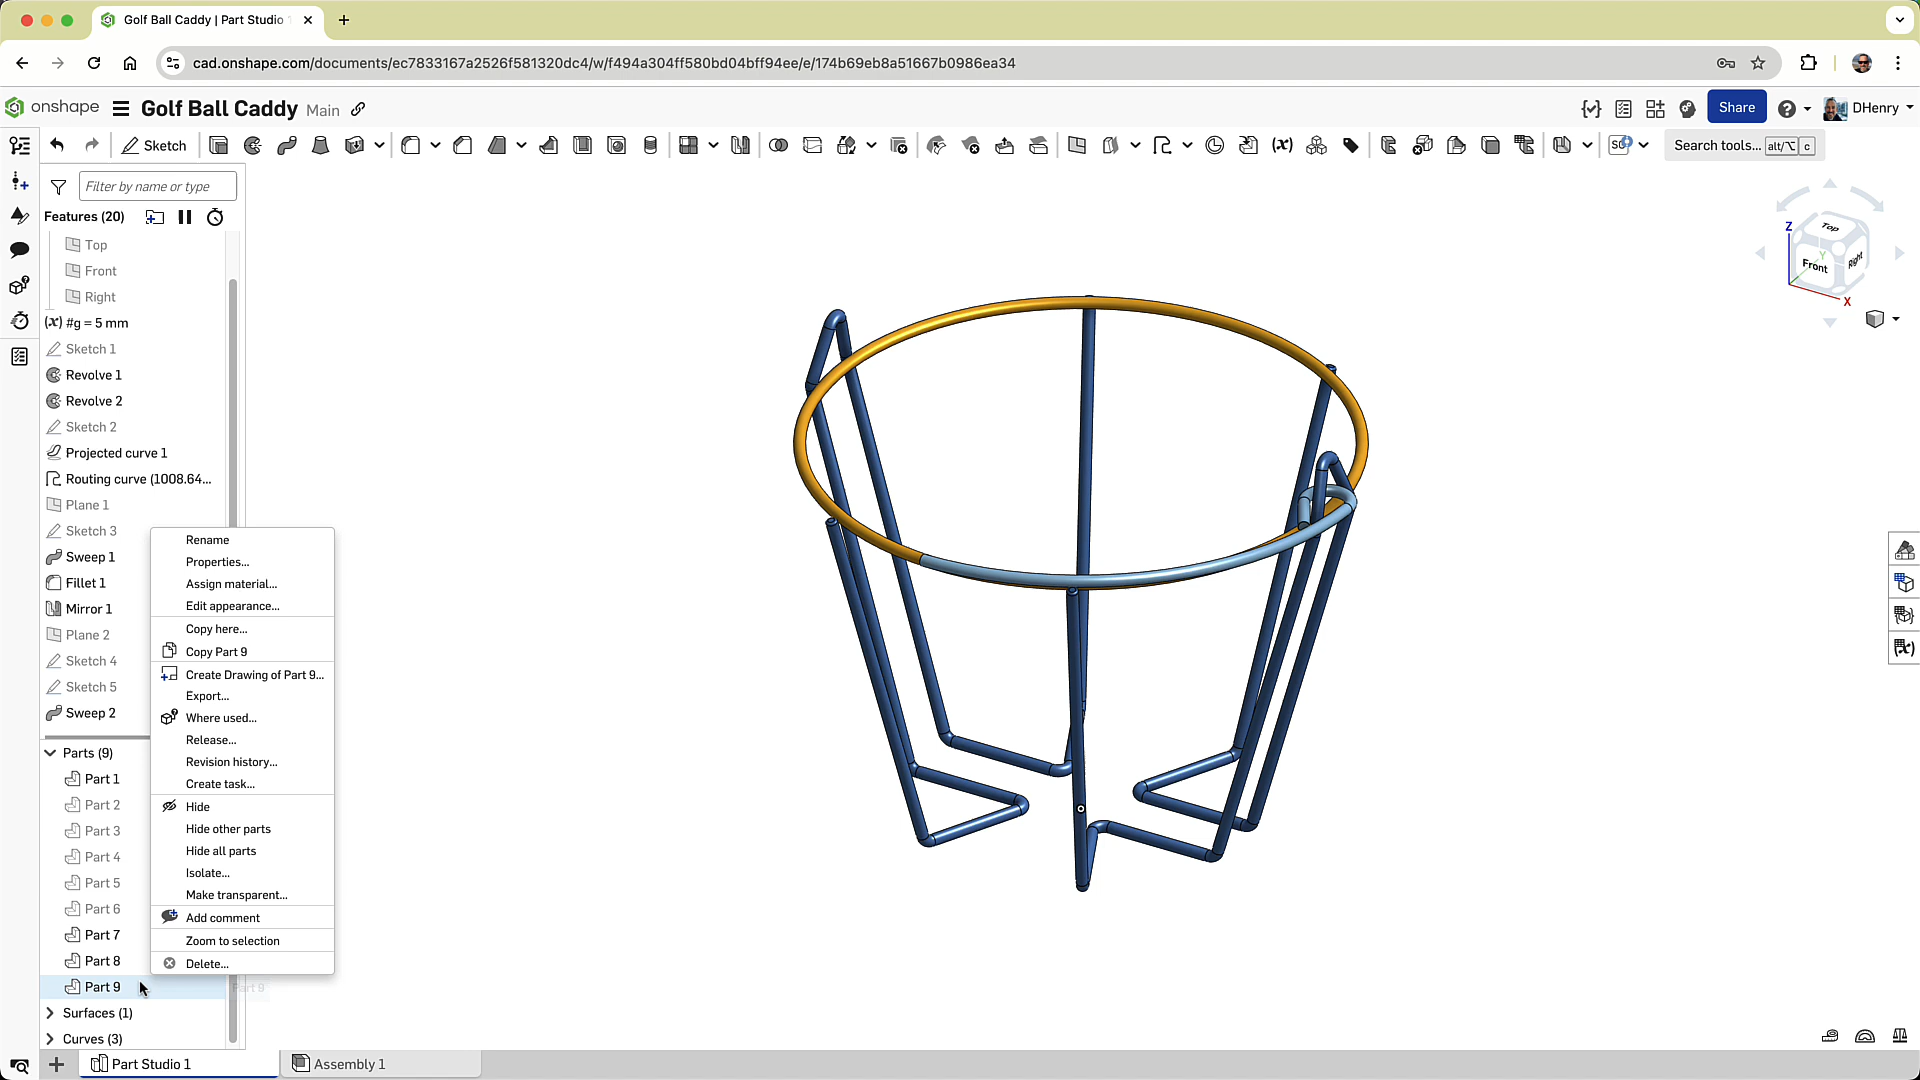 Golf Ball Caddy | Part Studio 1
cad.onshape.com/documents/ec7833167a2526f581320dc4/w/f494a304ff580bd04bff94ee/e/174b69eb8a51667b0986ea34
onshape
Golf Ball Caddy Main
Share
DHenry
Sketch
Search tools... alt/⌥ c
Filter by name or type
Features (20)
Top
Front
Right
(x) #g = 5 mm
Sketch 1
Revolve 1
Revolve 2
Sketch 2
Projected curve 1
Routing curve (1008.64...
Plane 1
Sketch 3
Sweep 1
Fillet 1
Mirror 1
Plane 2
Sketch 4
Sketch 5
Sweep 2
Parts (9)
Part 1
Part 2
Part 3
Part 4
Part 5
Part 6
Part 7
Part 8
Part 9
Part 9
Surfaces (1)
Curves (3)
Rename
Properties...
Assign material...
Edit appearance...
Copy here...
Copy Part 9
Create Drawing of Part 9...
Export...
Where used...
Release...
Revision history...
Create task...
Hide
Hide other parts
Hide all parts
Isolate...
Make transparent...
Add comment
Zoom to selection
Delete...
Z
Top
Y
Front
Right
X
Part Studio 1
Assembly 1